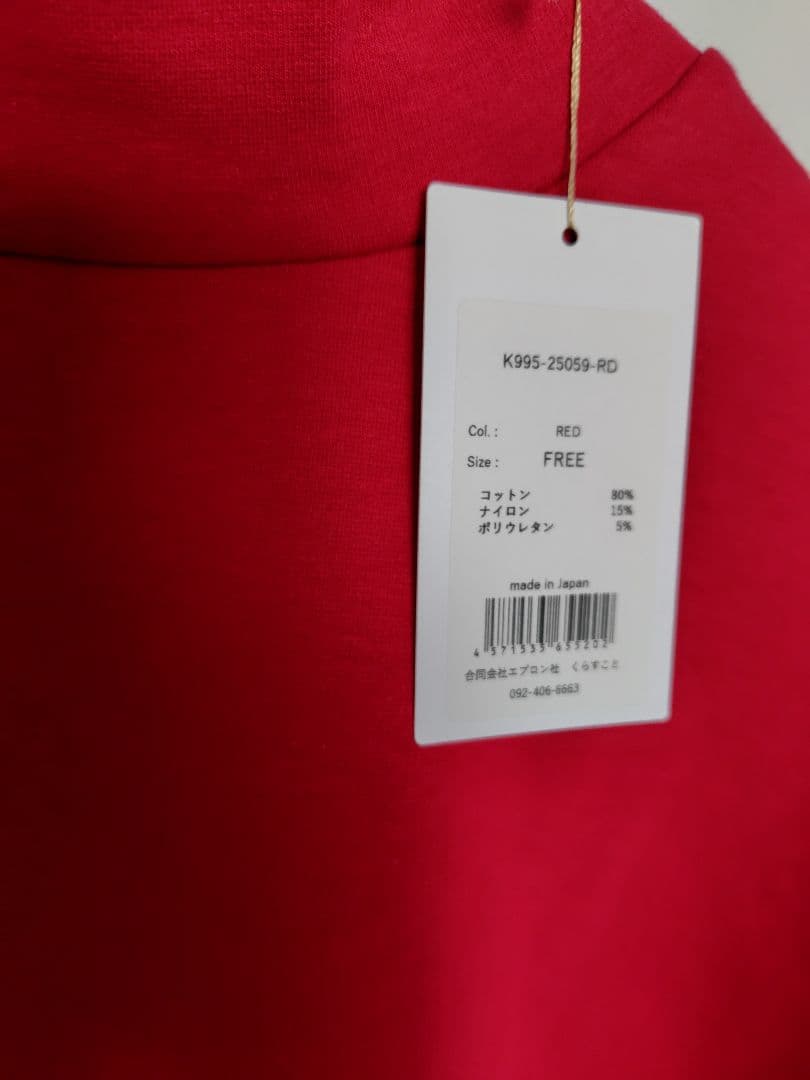 K995-25059-RD
Col. : RED
Size : FREE
コットン 80%
ナイロン 15%
ポリウレタン 5%
made in Japan
4 571535 655202
合同会社エプロン社 くらすこと
092-406-6663